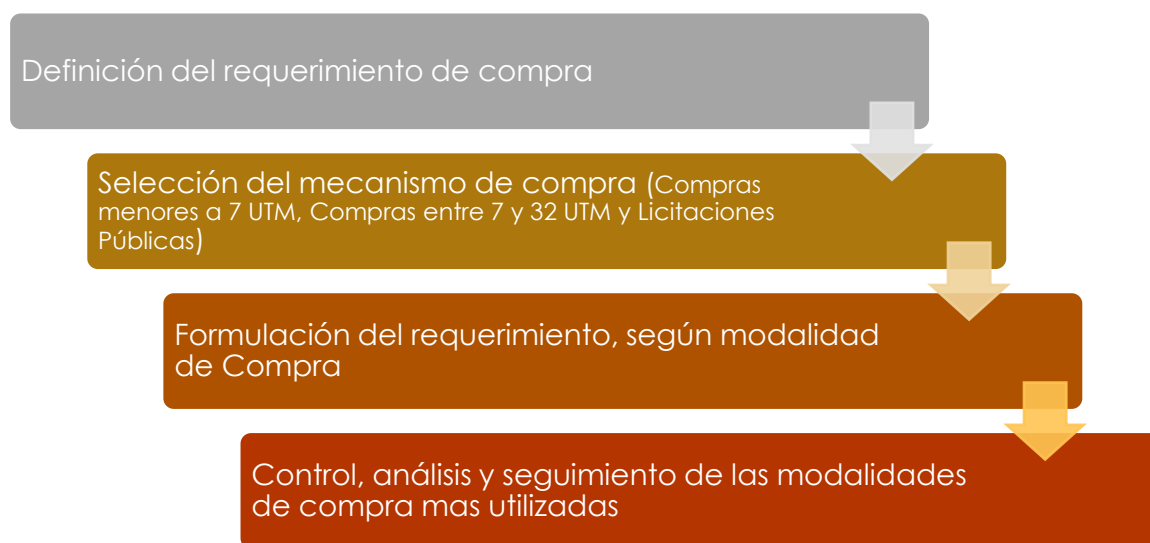 Definición del requerimiento de compra
Selección del mecanismo de compra (Compras
menores a 7 UTM, Compras entre 7 y 32 UTM y Licitaciones
Públicas)
Formulación del requerimiento, según modalidad
de Compra
Control, análisis y seguimiento de las modalidades
de compra mas utilizadas